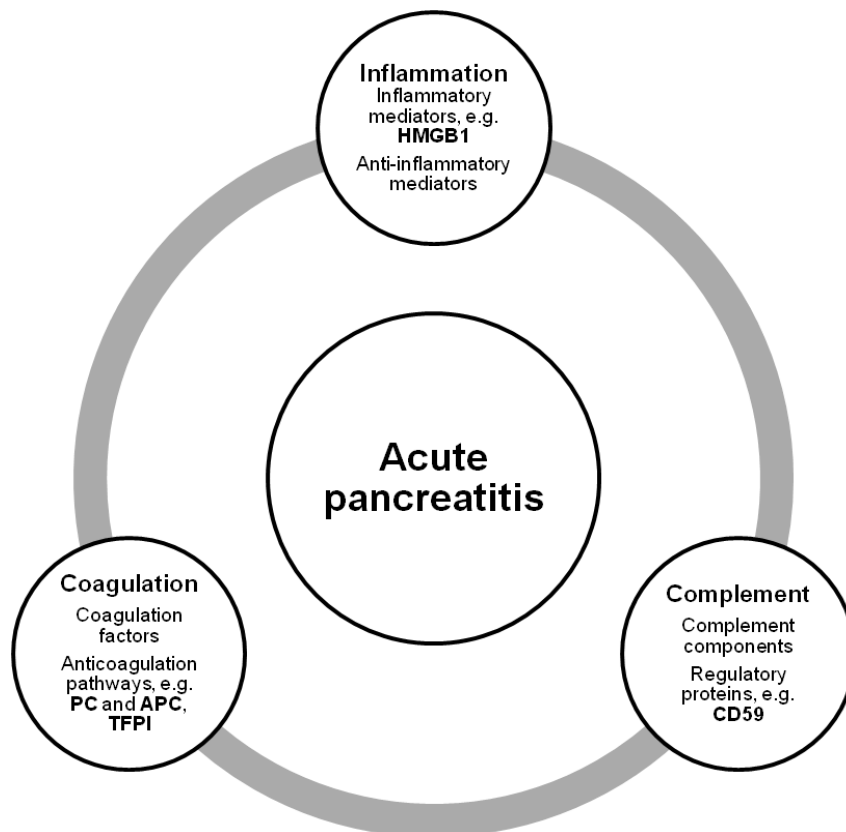 Inflammation
Inflammatory
mediators, e.g.
HMGB1
Anti-inflammatory
mediators
Acute
pancreatitis
Coagulation
Coagulation
factors
Anticoagulation
pathways, e.g.
PC and APC,
TFPI
Complement
Complement
components
Regulatory
proteins, e.g.
CD59